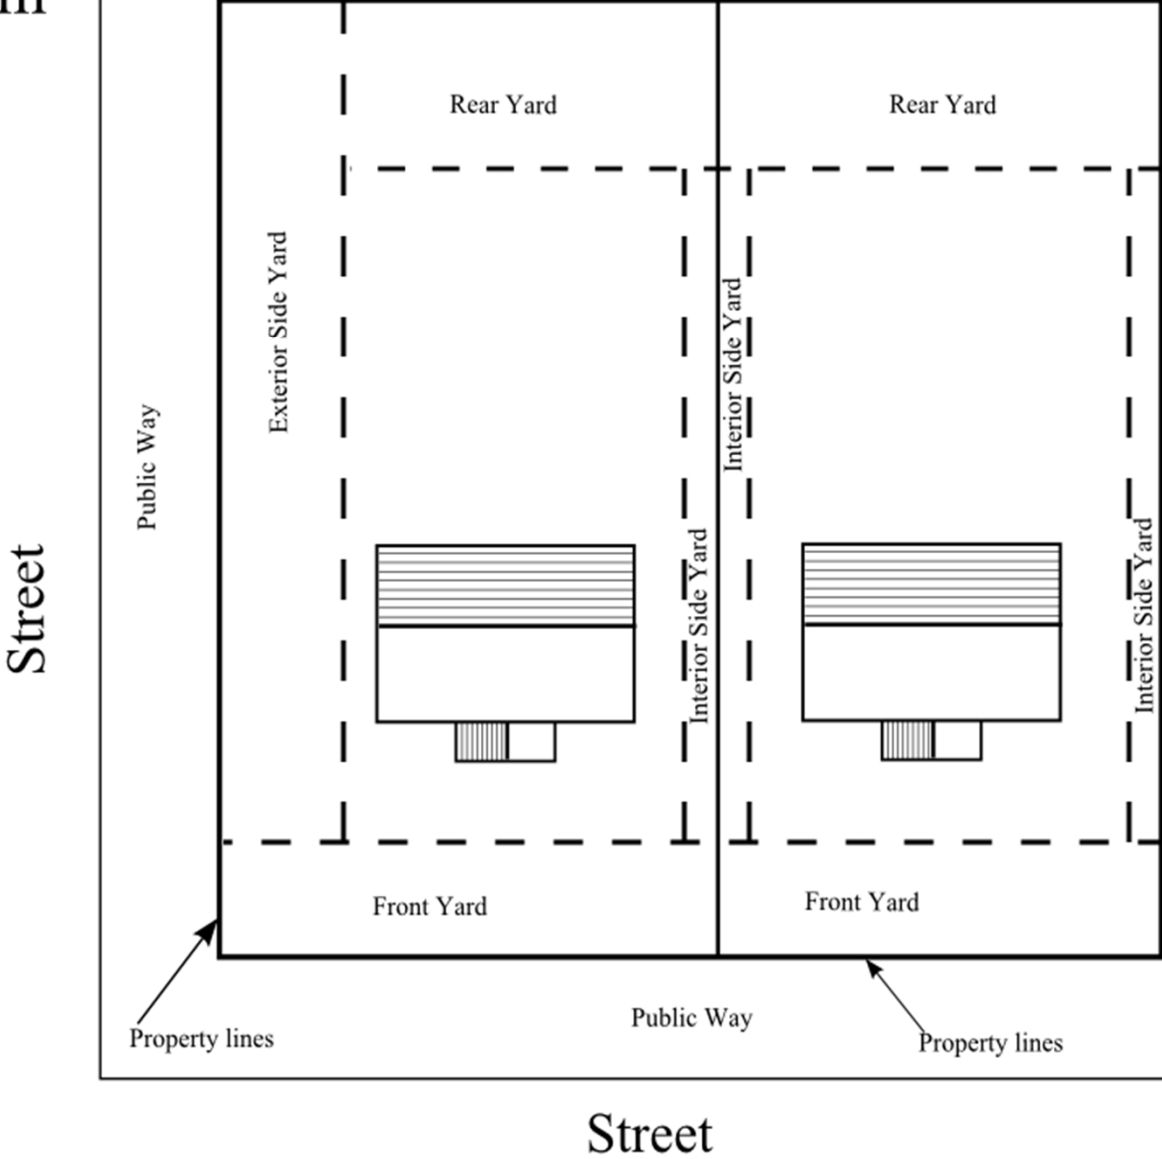 Rear Yard
Rear Yard
Exterior Side Yard
Interior Side Yard
Public Way
Street
Interior Side Yard
Interior Side Yard
Front Yard
Front Yard
Public Way
Property lines
Property lines
Street